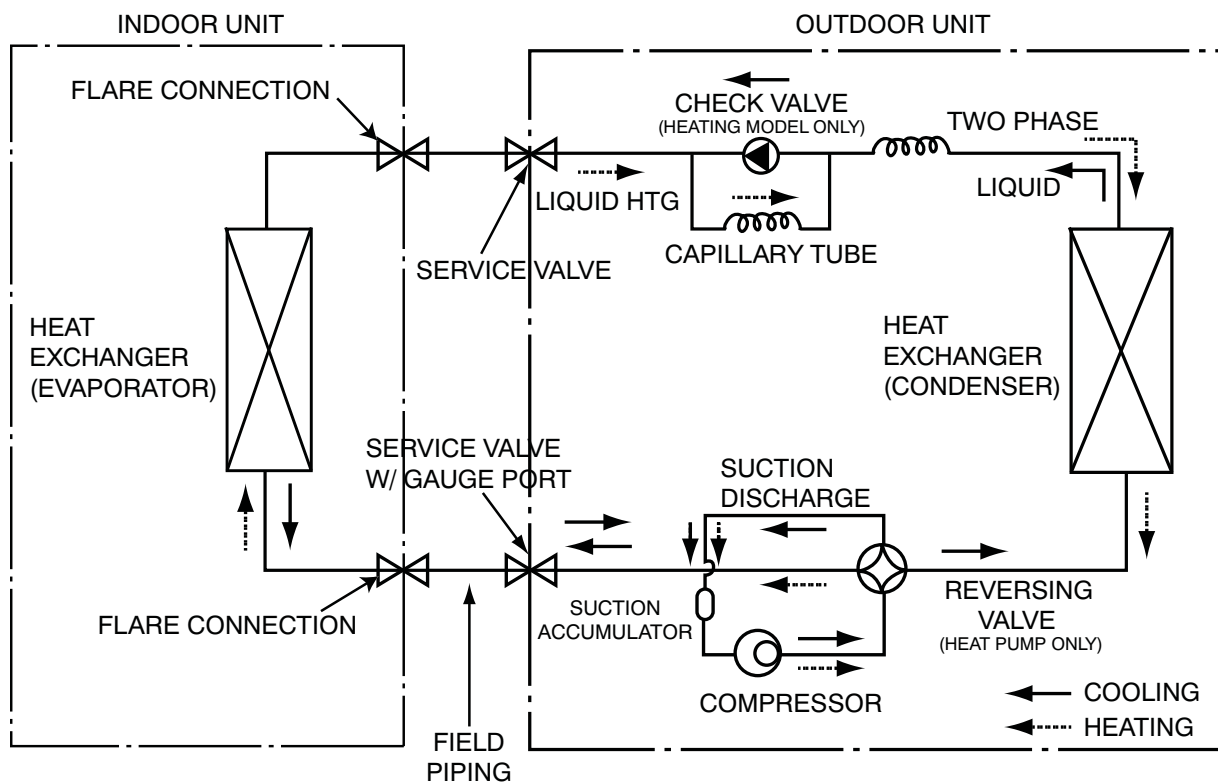 INDOOR UNIT
OUTDOOR UNIT
FLARE CONNECTION
CHECK VALVE
(HEATING MODEL ONLY)
TWO PHASE
LIQUID HTG
LIQUID
CAPILLARY TUBE
SERVICE VALVE
HEAT
EXCHANGER
(EVAPORATOR)
HEAT
EXCHANGER
(CONDENSER)
SERVICE VALVE
W/ GAUGE PORT
SUCTION
DISCHARGE
FLARE CONNECTION
SUCTION
ACCUMULATOR
REVERSING
VALVE
(HEAT PUMP ONLY)
COMPRESSOR
COOLING
HEATING
FIELD
PIPING